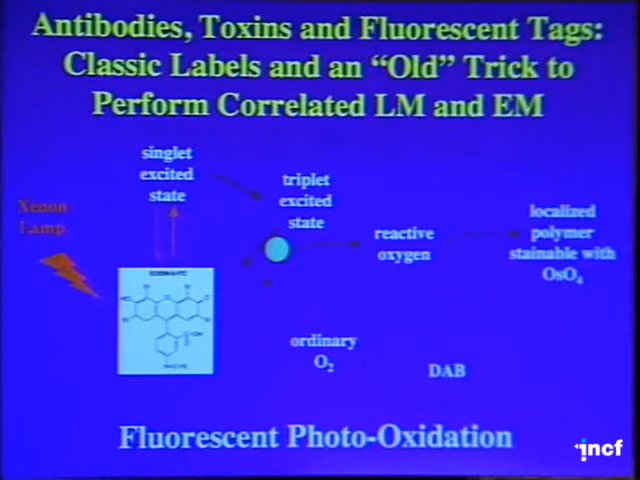 Antibodies, Toxins and Fluorescent Tags:
Classic Labels and an “Old” Trick to
Perform Correlated LM and EM
singlet
excited
state
triplet
excited
state
Xenon
Lamp
reactive
oxygen
localized
polymer
stainable with
OsO₄
ordinary
O₂
DAB
Fluorescent Photo-Oxidation
incf